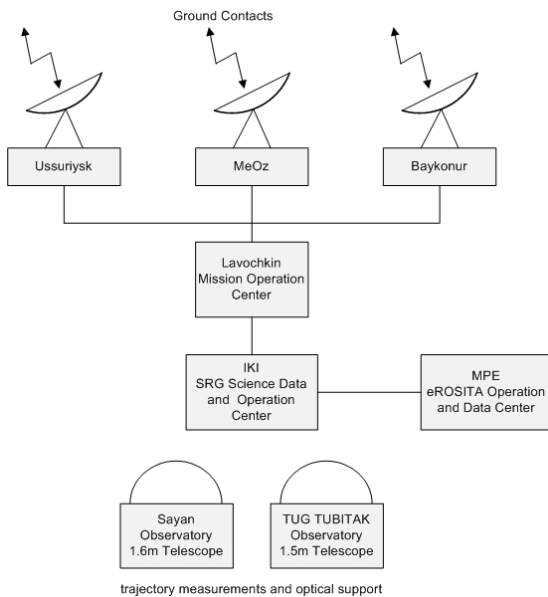 Ground Contacts
Ussuriysk
MeOz
Baykonur
Lavochkin
Mission Operation
Center
IKI
SRG Science Data
and Operation
Center
MPE
eROSITA Operation
and Data Center
Sayan
Observatory
1.6m Telescope
TUG TUBITAK
Observatory
1.5m Telescope
trajectory measurements and optical support